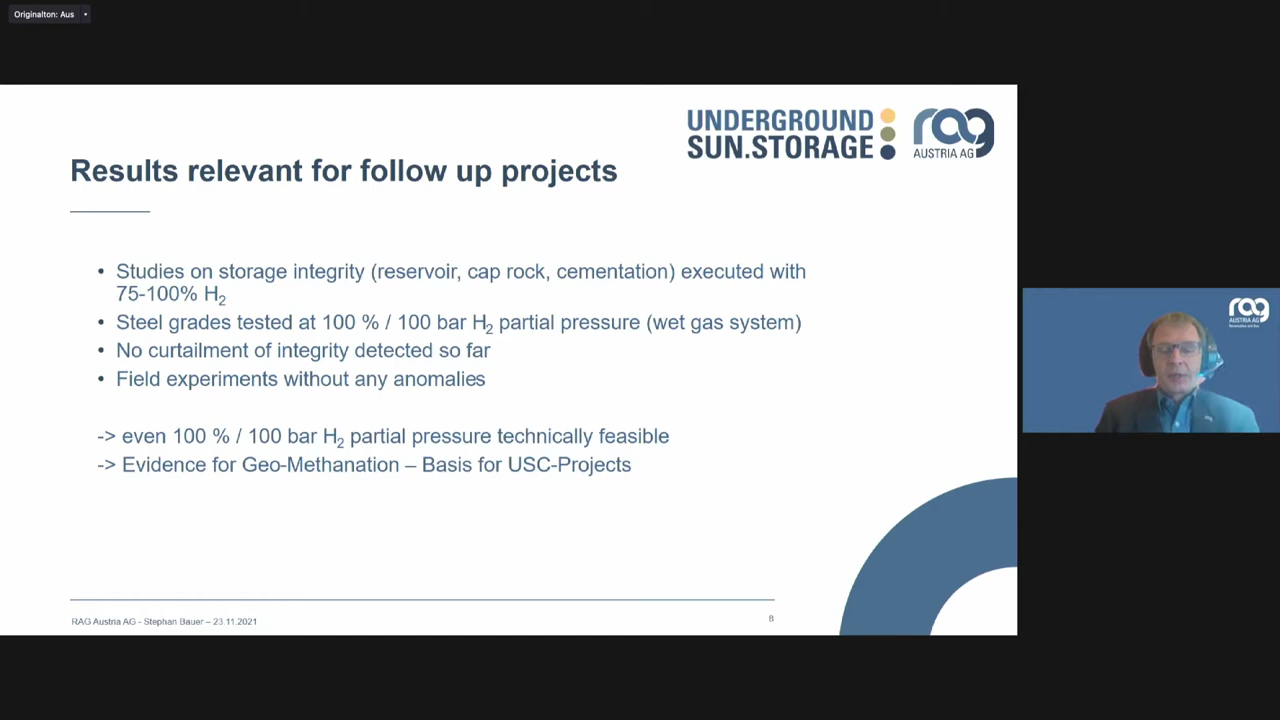 Originalton: Aus
UNDERGROUND
SUN.STORAGE
rag
AUSTRIA AG
Results relevant for follow up projects
• Studies on storage integrity (reservoir, cap rock, cementation) executed with
75-100% H2
• Steel grades tested at 100 % / 100 bar H2 partial pressure (wet gas system)
• No curtailment of integrity detected so far
• Field experiments without any anomalies
-> even 100 % / 100 bar H2 partial pressure technically feasible
-> Evidence for Geo-Methanation – Basis for USC-Projects
RAG Austria AG - Stephan Bauer – 23.11.2021
8
rag
AUSTRIA AG